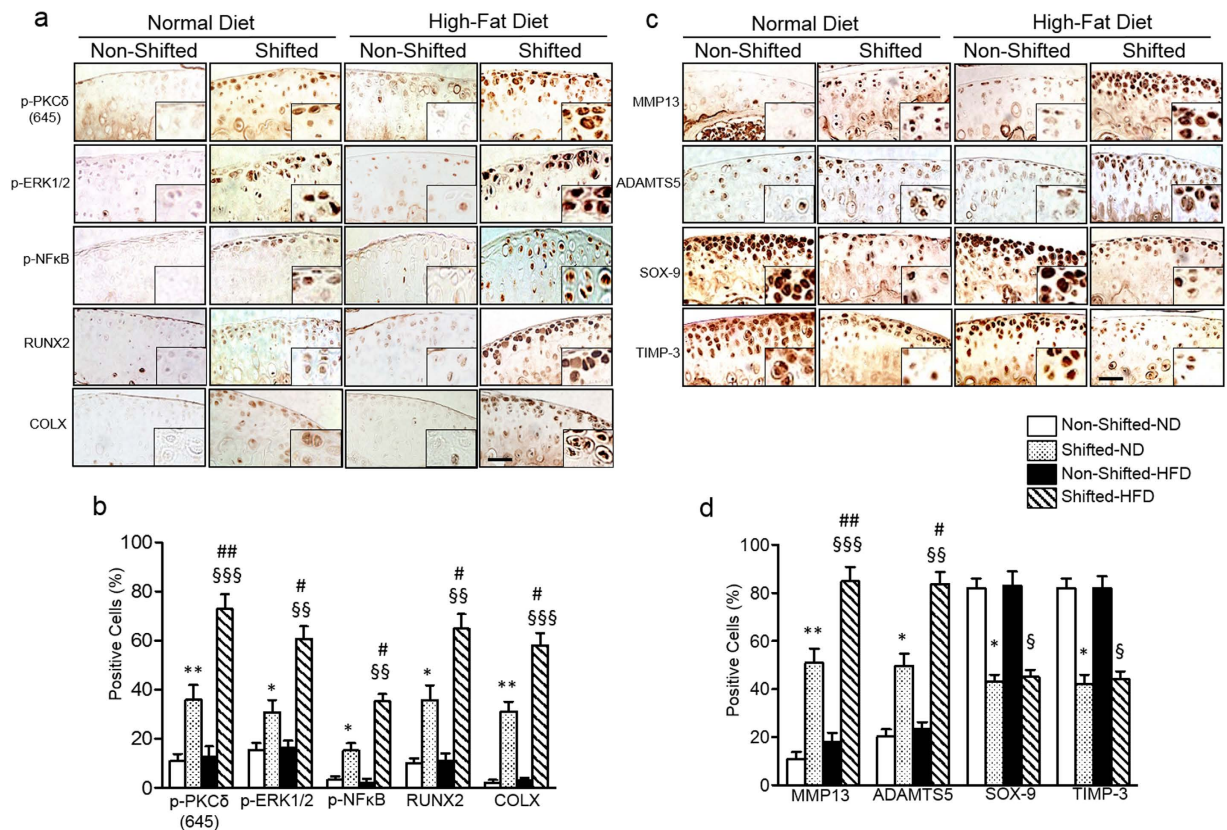 a
Normal Diet High-Fat Diet
Non-Shifted Shifted Non-Shifted Shifted
p-PKCδ
(645)
p-ERK1/2
p-NFκB
RUNX2
COLX
c
Normal Diet High-Fat Diet
Non-Shifted Shifted Non-Shifted Shifted
MMP13
ADAMTS5
SOX-9
TIMP-3
Non-Shifted-ND
Shifted-ND
Non-Shifted-HFD
Shifted-HFD
b
Positive Cells (%)
100
80
60
40
20
0
** ## §§§
* # §§
* # §§
* # §§
** # §§§
p-PKCδ p-ERK1/2 p-NFκB RUNX2 COLX
(645)
d
Positive Cells (%)
100
80
60
40
20
0
** ## §§§
* # §§
* §
* §
MMP13 ADAMTS5 SOX-9 TIMP-3